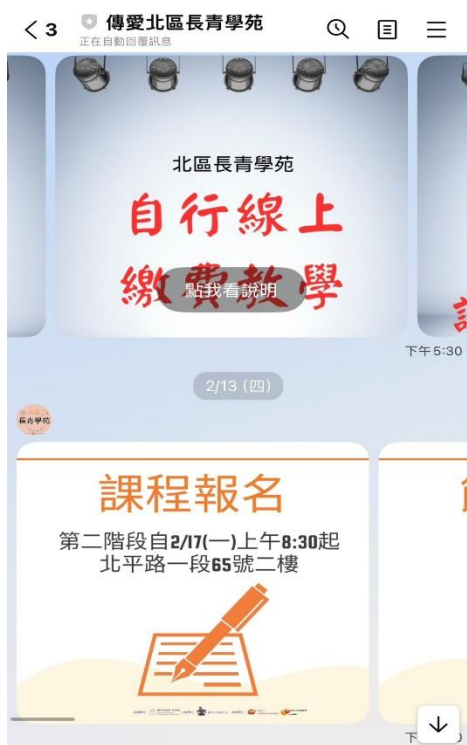 3
傳愛北區長青學苑
正在自動回覆訊息
北區長青學苑
自行線上
繳費教學
點我看說明
下午5:30
2/13 (四)
長青學苑
課程報名
第二階段自2/17(一)上午8:30起
北平路一段65號二樓